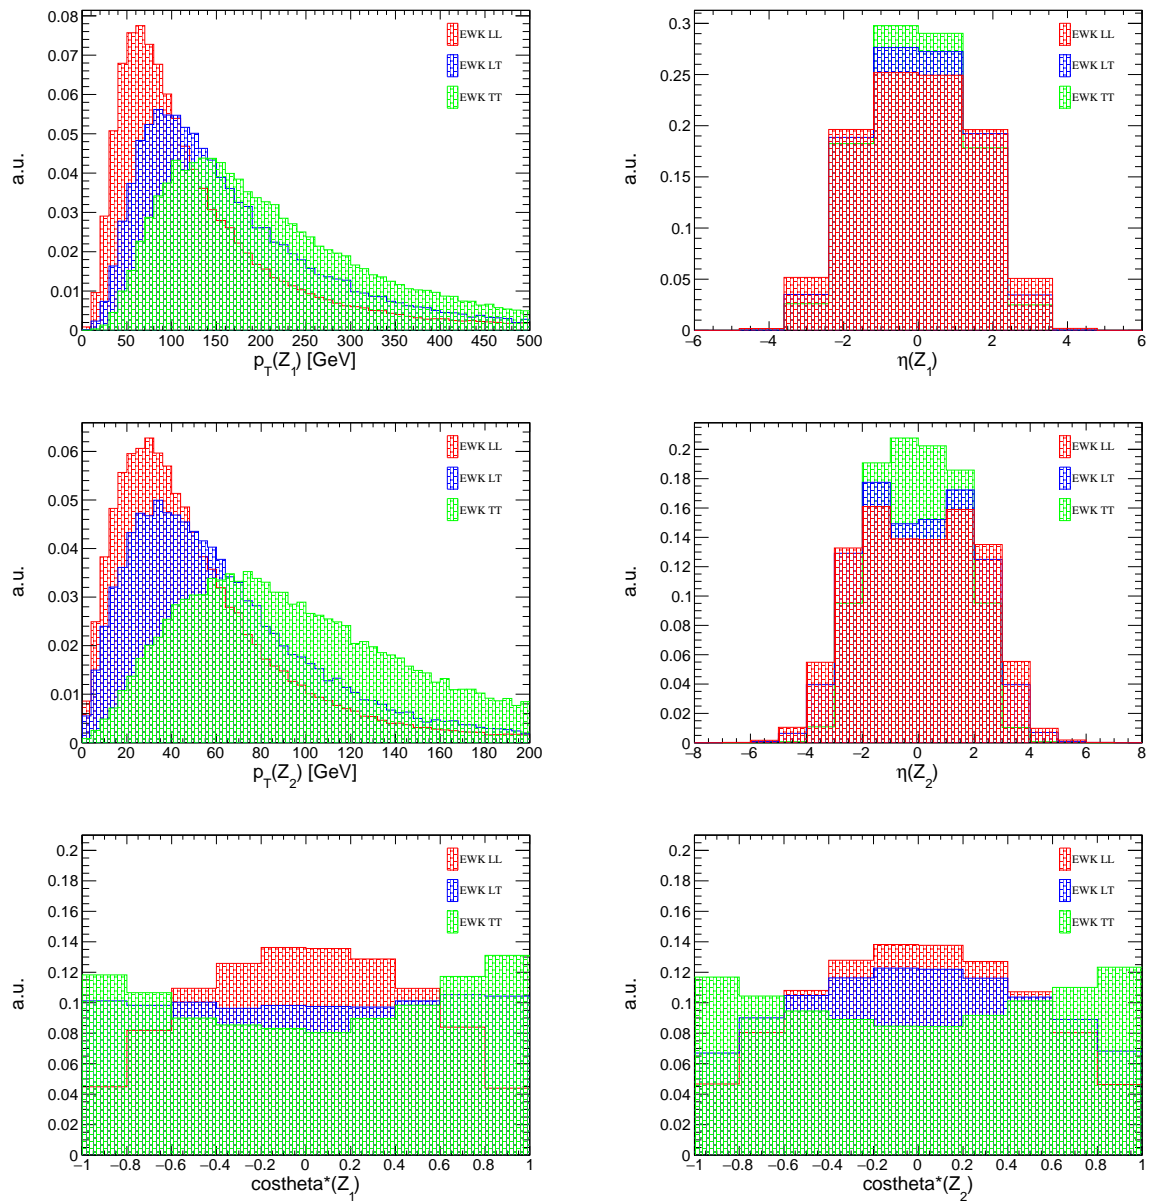 0.08
0.07
0.06
0.05
0.04
0.03
0.02
0.01
0
a.u.
EWK LL
EWK LT
EWK TT
0 50 100 150 200 250 300 350 400 450 500
p_T(Z_1) [GeV]
0.3
0.25
0.2
0.15
0.1
0.05
0
a.u.
EWK LL
EWK LT
EWK TT
−6 −4 −2 0 2 4 6
η(Z_1)
0.06
0.05
0.04
0.03
0.02
0.01
0
a.u.
EWK LL
EWK LT
EWK TT
0 20 40 60 80 100 120 140 160 180 200
p_T(Z_2) [GeV]
0.2
0.18
0.16
0.14
0.12
0.1
0.08
0.06
0.04
0.02
0
a.u.
EWK LL
EWK LT
EWK TT
−8 −6 −4 −2 0 2 4 6 8
η(Z_2)
0.2
0.18
0.16
0.14
0.12
0.1
0.08
0.06
0.04
0.02
0
a.u.
EWK LL
EWK LT
EWK TT
−1 −0.8 −0.6 −0.4 −0.2 0 0.2 0.4 0.6 0.8 1
costheta*(Z_1)
0.2
0.18
0.16
0.14
0.12
0.1
0.08
0.06
0.04
0.02
0
a.u.
EWK LL
EWK LT
EWK TT
−1 −0.8 −0.6 −0.4 −0.2 0 0.2 0.4 0.6 0.8 1
costheta*(Z_2)